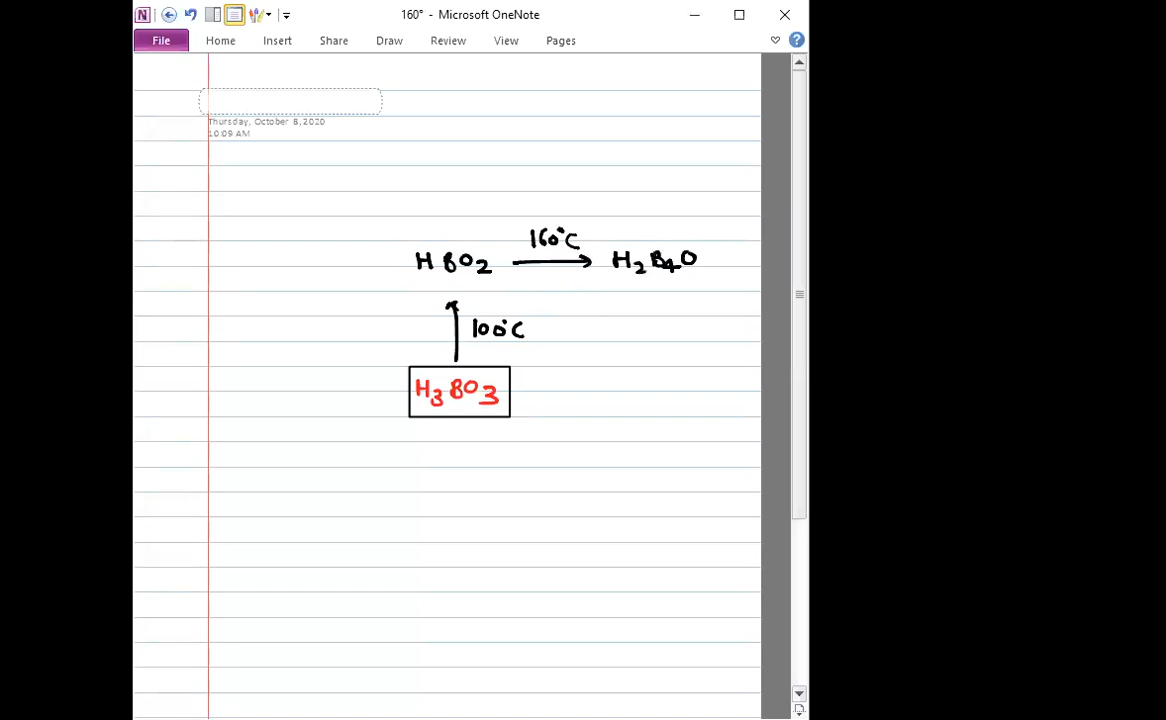 160° - Microsoft OneNote
File Home Insert Share Draw Review View Pages
Thursday, October 8, 2020
10:09 AM
160°C
HBO2 → H2B4O
100°C
H3BO3